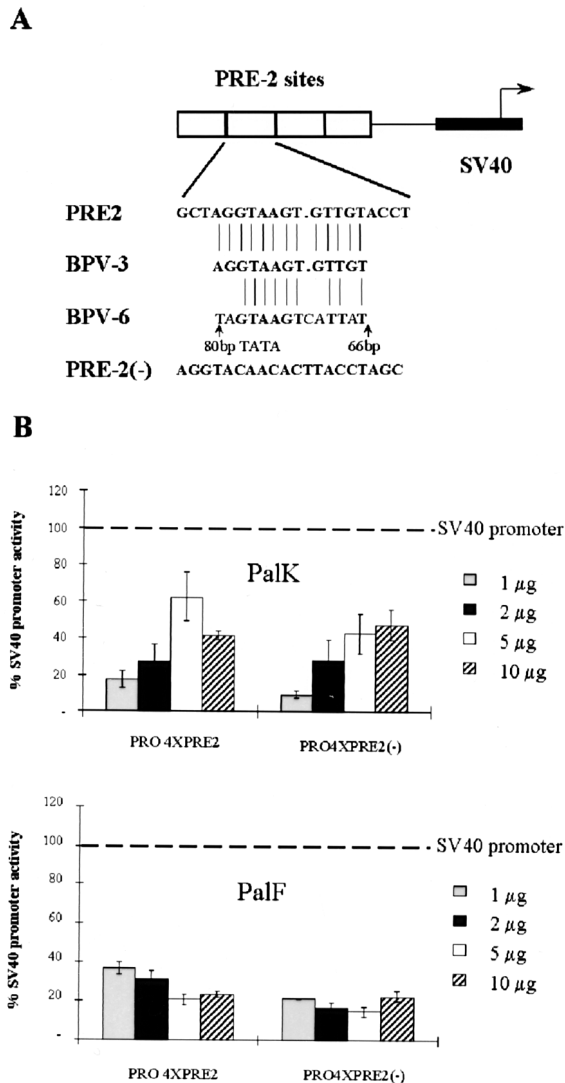 A
PRE-2 sites
SV40
PRE2 GCTAGGTAAGT.GTTGTACCT
BPV-3 AGGTAAGT.GTTGT
BPV-6 TAGTAAGTCATTAT
80bp TATA 66bp
PRE-2(-) AGGTACAACACTTACCTAGC
B
% SV40 promoter activity
120
100
80
60
40
20
-
SV40 promoter
PalK
1 µg
2 µg
5 µg
10 µg
PRO 4XPRE2 PRO4XPRE2(-)
% SV40 promoter activity
120
100
80
60
40
20
-
SV40 promoter
PalF
1 µg
2 µg
5 µg
10 µg
PRO 4XPRE2 PRO4XPRE2(-)